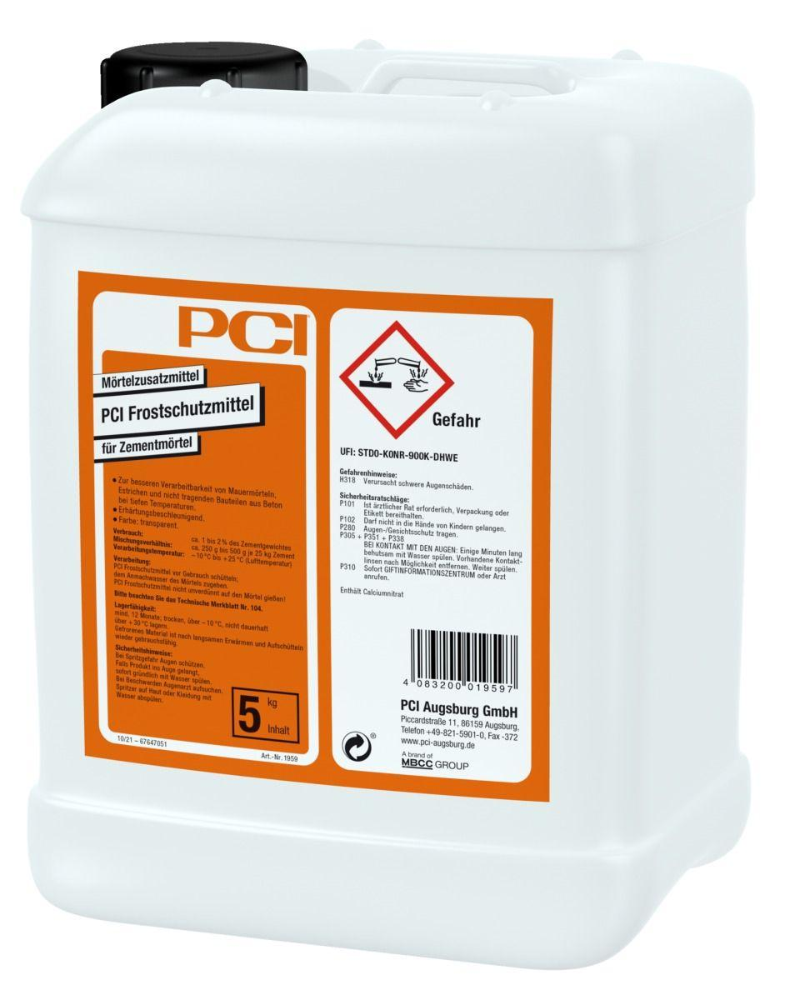 PCI
Mörtelzusatzmittel
PCI Frostschutzmittel
für Zementmörtel
• Zur besseren Verarbeitbarkeit von Mauermörteln,
Estrichen und nicht tragenden Bauteilen aus Beton
bei tiefen Temperaturen.
• Erhärtungsbeschleunigend.
• Farbe: transparent.
Verbrauch: ca. 1 bis 2 % des Zementgewichtes
Mischungsverhältnis: ca. 250 g bis 500 g je 25 kg Zement
Verarbeitungstemperatur: –10 °C bis +25 °C (Lufttemperatur)
Verarbeitung:
PCI Frostschutzmittel vor Gebrauch schütteln;
dem Anmachwasser des Mörtels zugeben.
PCI Frostschutzmittel nicht unverdünnt auf den Mörtel gießen!
Bitte beachten Sie das Technische Merkblatt Nr. 104.
Lagerfähigkeit:
mind. 12 Monate; trocken, über –10 °C, nicht dauerhaft
über +30 °C lagern.
Gefrorenes Material ist nach langsamen Erwärmen und Aufschütteln
wieder gebrauchsfähig.
Sicherheitshinweise:
Bei Spritzgefahr Augen schützen.
Falls Produkt ins Auge gelangt,
sofort gründlich mit Wasser spülen.
Bei Beschwerden Augenarzt aufsuchen.
Spritzer auf Haut oder Kleidung mit
Wasser abspülen.
5 kg
Inhalt
10/21 – 67647051
Art.-Nr. 1959
Gefahr
UFI: STD0-K0NR-900K-DHWE
Gefahrenhinweise:
H318 Verursacht schwere Augenschäden.
Sicherheitsratschläge:
P101 Ist ärztlicher Rat erforderlich, Verpackung oder
Etikett bereithalten.
P102 Darf nicht in die Hände von Kindern gelangen.
P280 Augen-/Gesichtsschutz tragen.
P305 + P351 + P338
BEI KONTAKT MIT DEN AUGEN: Einige Minuten lang
behutsam mit Wasser spülen. Vorhandene Kontakt-
linsen nach Möglichkeit entfernen. Weiter spülen.
P310 Sofort GIFTINFORMATIONSZENTRUM oder Arzt
anrufen.
Enthält Calciumnitrat
4 083200 019597
PCI Augsburg GmbH
Piccardstraße 11, 86159 Augsburg,
Telefon +49-821-5901-0, Fax -372
www.pci-augsburg.de
A brand of
MBCC GROUP
®